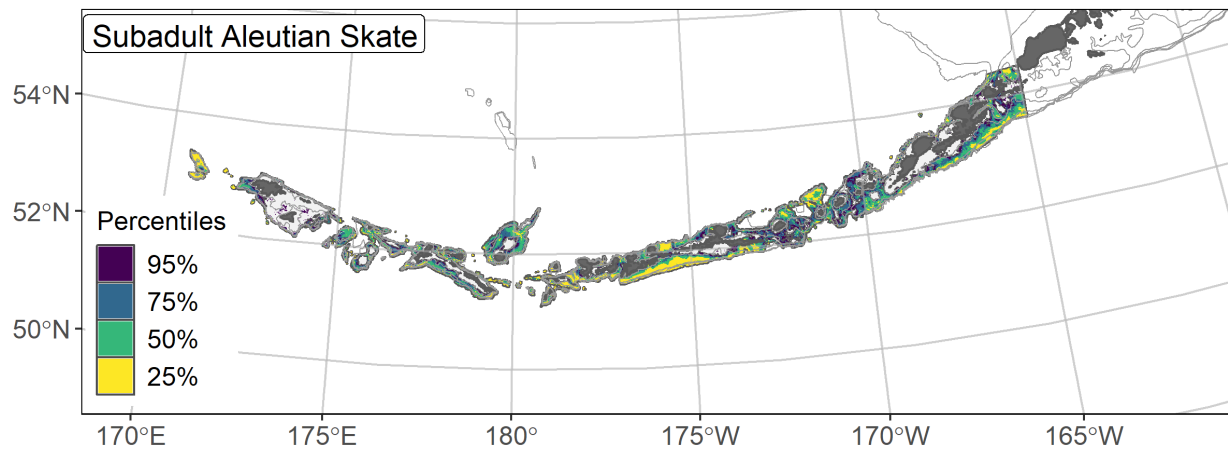 Subadult Aleutian Skate
54°N
52°N
50°N
Percentiles
95%
75%
50%
25%
170°E
175°E
180°
175°W
170°W
165°W